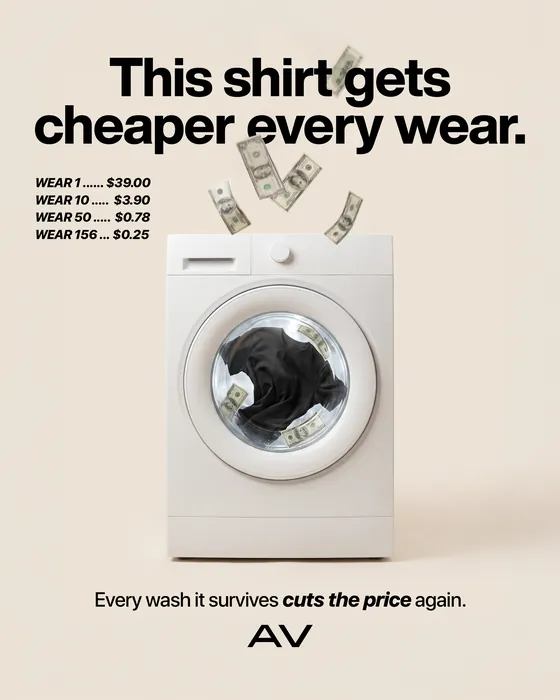 This shirt gets
cheaper every wear.
WEAR 1 ...... $39.00
WEAR 10 ..... $3.90
WEAR 50 ..... $0.78
WEAR 156 ... $0.25
Every wash it survives cuts the price again.
AV